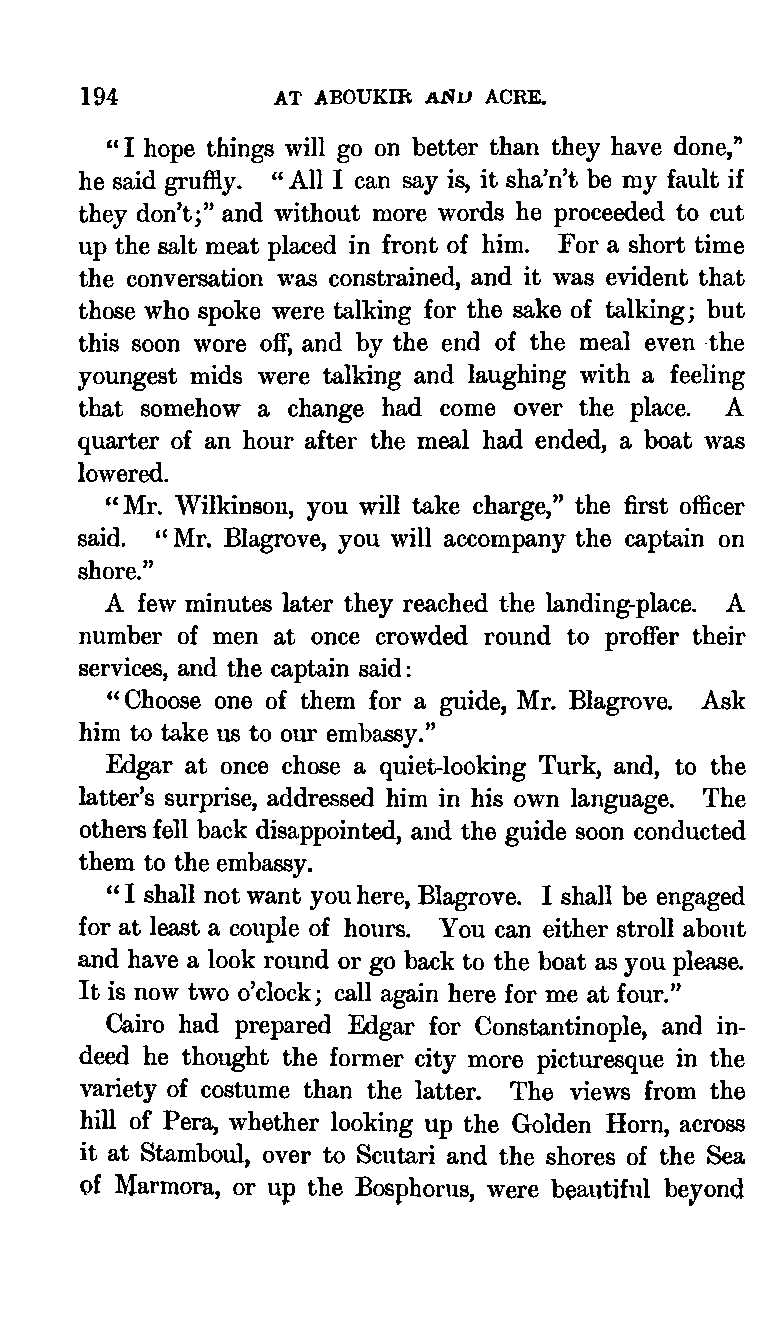 194 AT ABOUKIR AND ACRE.
"I hope things will go on better than they have done,"
he said gruffly. "All I can say is, it sha'n't be my fault if
they don't;" and without more words he proceeded to cut
up the salt meat placed in front of him. For a short time
the conversation was constrained, and it was evident that
those who spoke were talking for the sake of talking; but
this soon wore off, and by the end of the meal even the
youngest mids were talking and laughing with a feeling
that somehow a change had come over the place. A
quarter of an hour after the meal had ended, a boat was
lowered.
"Mr. Wilkinson, you will take charge," the first officer
said. "Mr. Blagrove, you will accompany the captain on
shore."
A few minutes later they reached the landing-place. A
number of men at once crowded round to proffer their
services, and the captain said:
"Choose one of them for a guide, Mr. Blagrove. Ask
him to take us to our embassy."
Edgar at once chose a quiet-looking Turk, and, to the
latter's surprise, addressed him in his own language. The
others fell back disappointed, and the guide soon conducted
them to the embassy.
"I shall not want you here, Blagrove. I shall be engaged
for at least a couple of hours. You can either stroll about
and have a look round or go back to the boat as you please.
It is now two o'clock; call again here for me at four."
Cairo had prepared Edgar for Constantinople, and in-
deed he thought the former city more picturesque in the
variety of costume than the latter. The views from the
hill of Pera, whether looking up the Golden Horn, across
it at Stamboul, over to Scutari and the shores of the Sea
of Marmora, or up the Bosphorus, were beautiful beyond